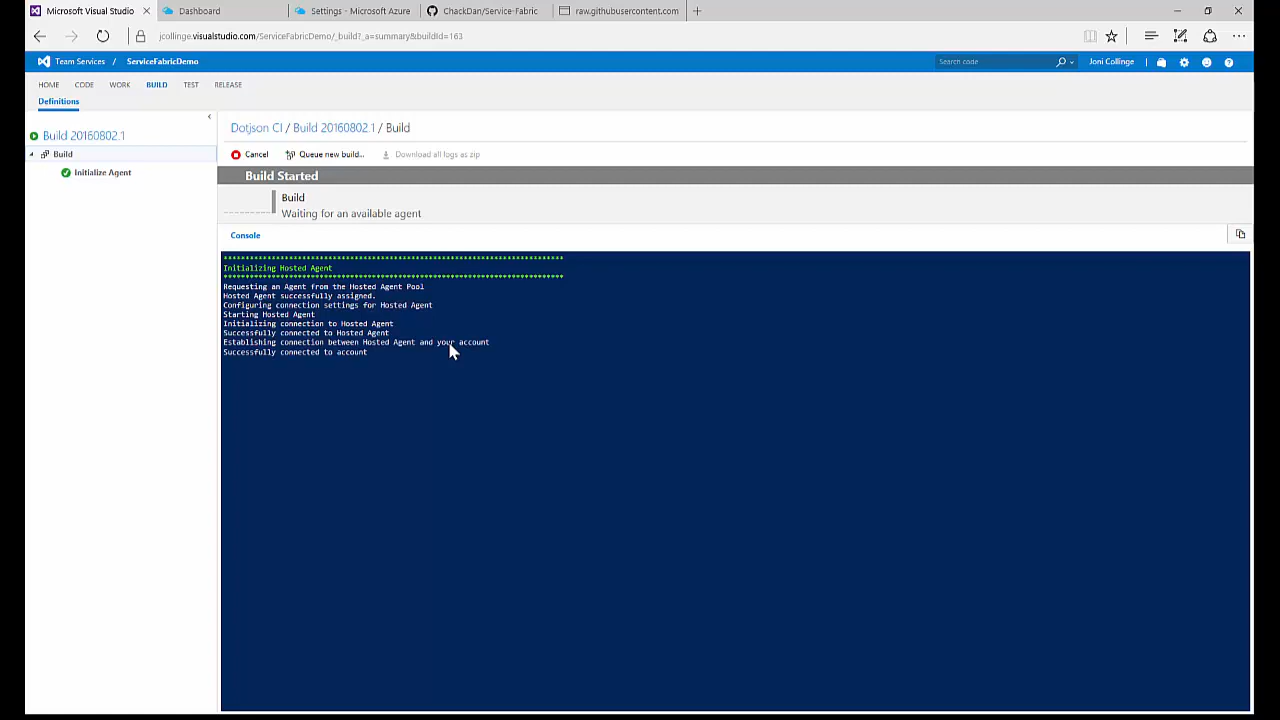 Microsoft Visual Studio
Dashboard
Settings - Microsoft Azure
ChackDan/Service-Fabric
raw.githubusercontent.com
jcollinge.visualstudio.com/ServiceFabricDemo/_build?_a=summary&buildId=163
Team Services / ServiceFabricDemo
Search code
Joni Collinge
HOME CODE WORK BUILD TEST RELEASE
Definitions
Build 20160802.1
Build
Initialize Agent
Dotjson CI / Build 20160802.1 / Build
Cancel Queue new build... Download all logs as zip
Build Started
Build
Waiting for an available agent
Console
******************************************************************************
Initializing Hosted Agent
******************************************************************************
Requesting an Agent from the Hosted Agent Pool
Hosted Agent successfully assigned.
Configuring connection settings for Hosted Agent
Starting Hosted Agent
Initializing connection to Hosted Agent
Successfully connected to Hosted Agent
Establishing connection between Hosted Agent and your account
Successfully connected to account